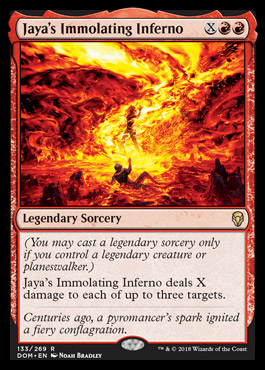 Jaya's Immolating Inferno X
Legendary Sorcery
(You may cast a legendary sorcery only
if you control a legendary creature or
planeswalker.)
Jaya's Immolating Inferno deals X
damage to each of up to three targets.
Centuries ago, a pyromancer's spark ignited
a fiery conflagration.
133/269 R
DOM • EN NOAH BRADLEY
™ & © 2018 Wizards of the Coast